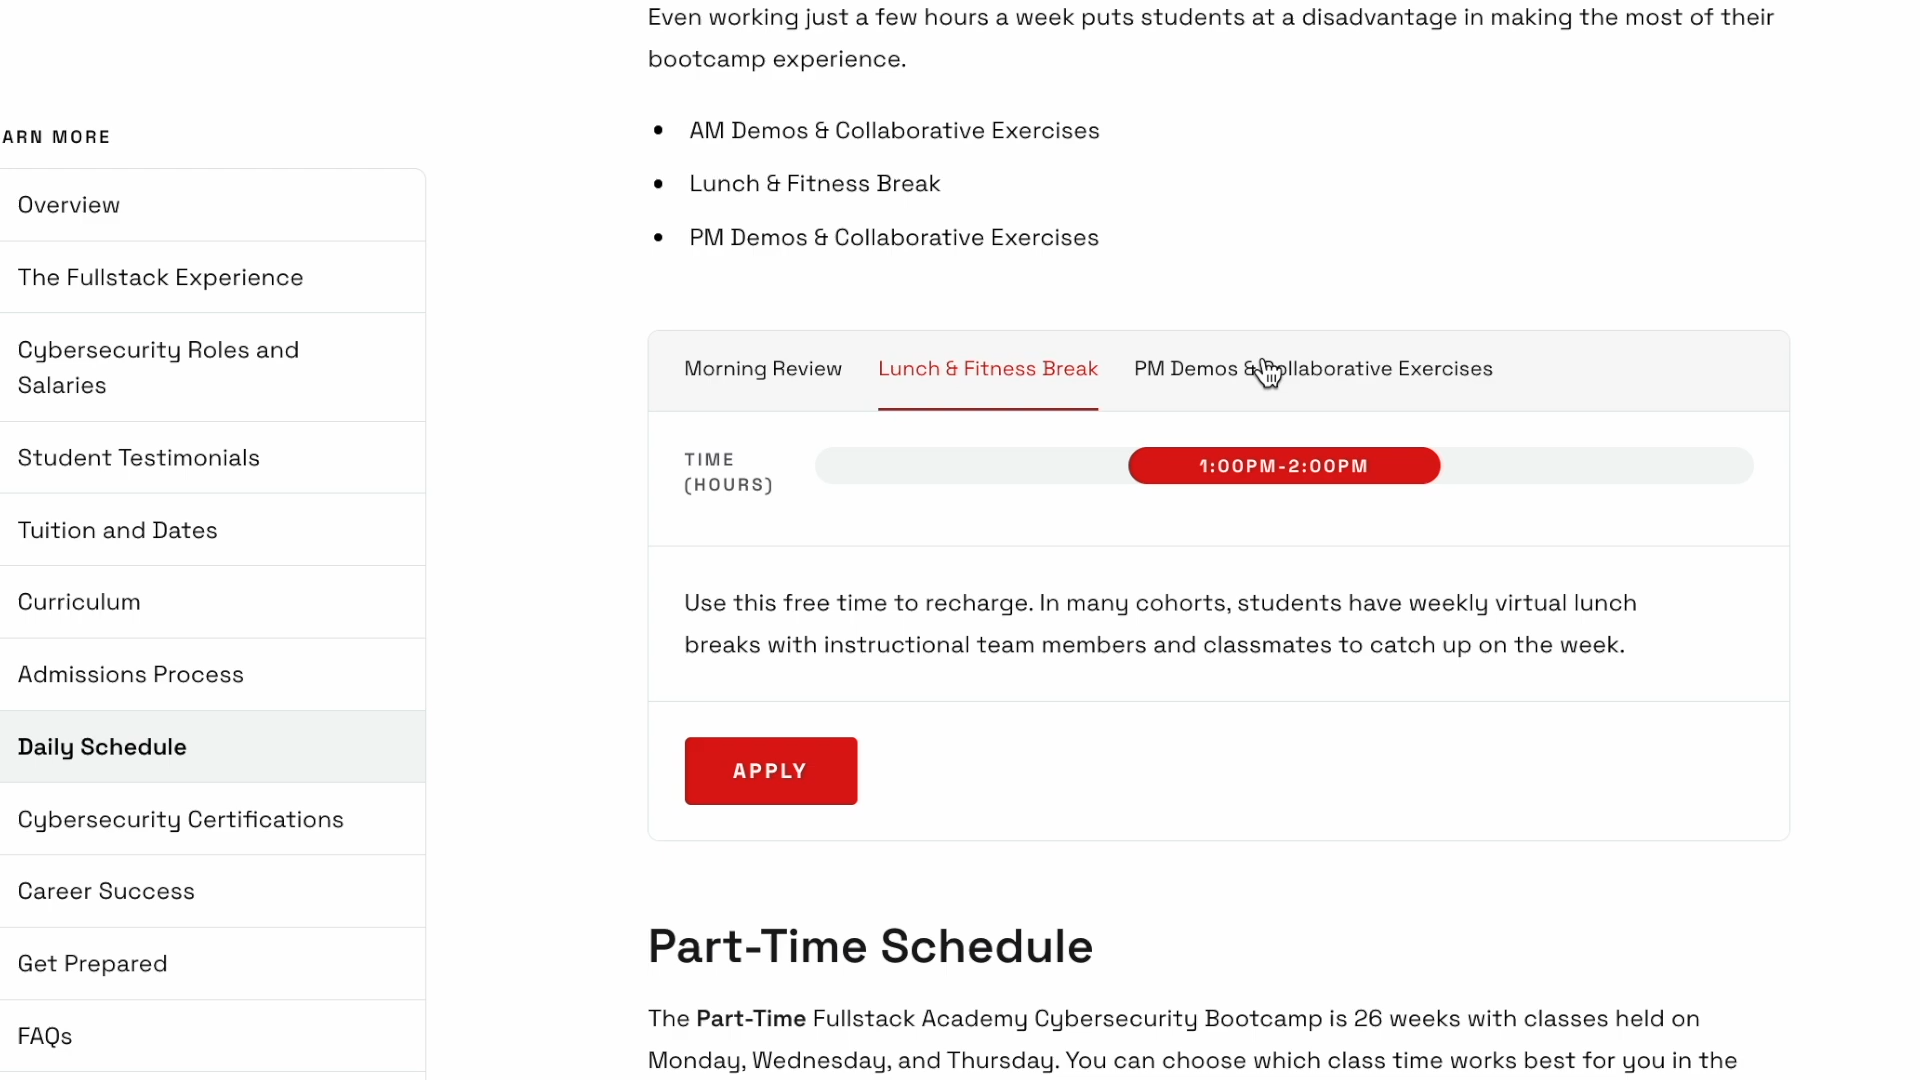 Even working just a few hours a week puts students at a disadvantage in making the most of their
bootcamp experience.
ARN MORE
AM Demos & Collaborative Exercises
Lunch & Fitness Break
PM Demos & Collaborative Exercises
Overview
The Fullstack Experience
Cybersecurity Roles and
Salaries
Student Testimonials
Tuition and Dates
Curriculum
Admissions Process
Daily Schedule
Cybersecurity Certifications
Career Success
Get Prepared
FAQs
Morning Review
Lunch & Fitness Break
PM Demos & Collaborative Exercises
TIME
(HOURS)
1:00PM-2:00PM
Use this free time to recharge. In many cohorts, students have weekly virtual lunch
breaks with instructional team members and classmates to catch up on the week.
APPLY
Part-Time Schedule
The Part-Time Fullstack Academy Cybersecurity Bootcamp is 26 weeks with classes held on
Monday, Wednesday, and Thursday. You can choose which class time works best for you in the